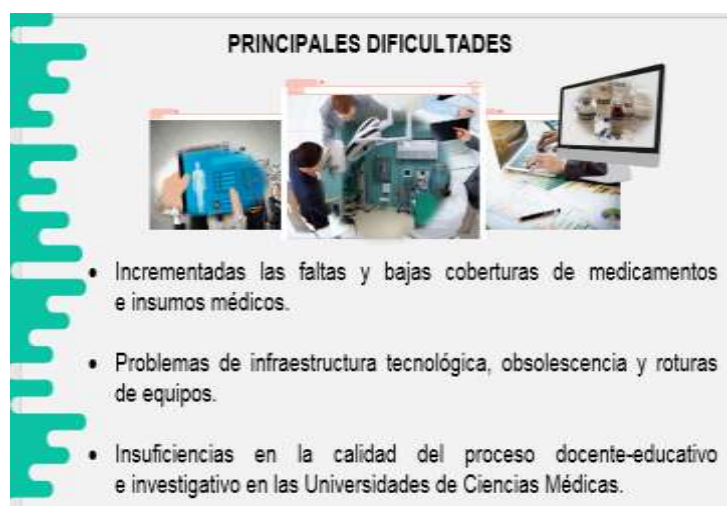 PRINCIPALES DIFICULTADES
• Incrementadas las faltas y bajas coberturas de medicamentos
e insumos médicos.
• Problemas de infraestructura tecnológica, obsolescencia y roturas
de equipos.
• Insuficiencias en la calidad del proceso docente-educativo
e investigativo en las Universidades de Ciencias Médicas.